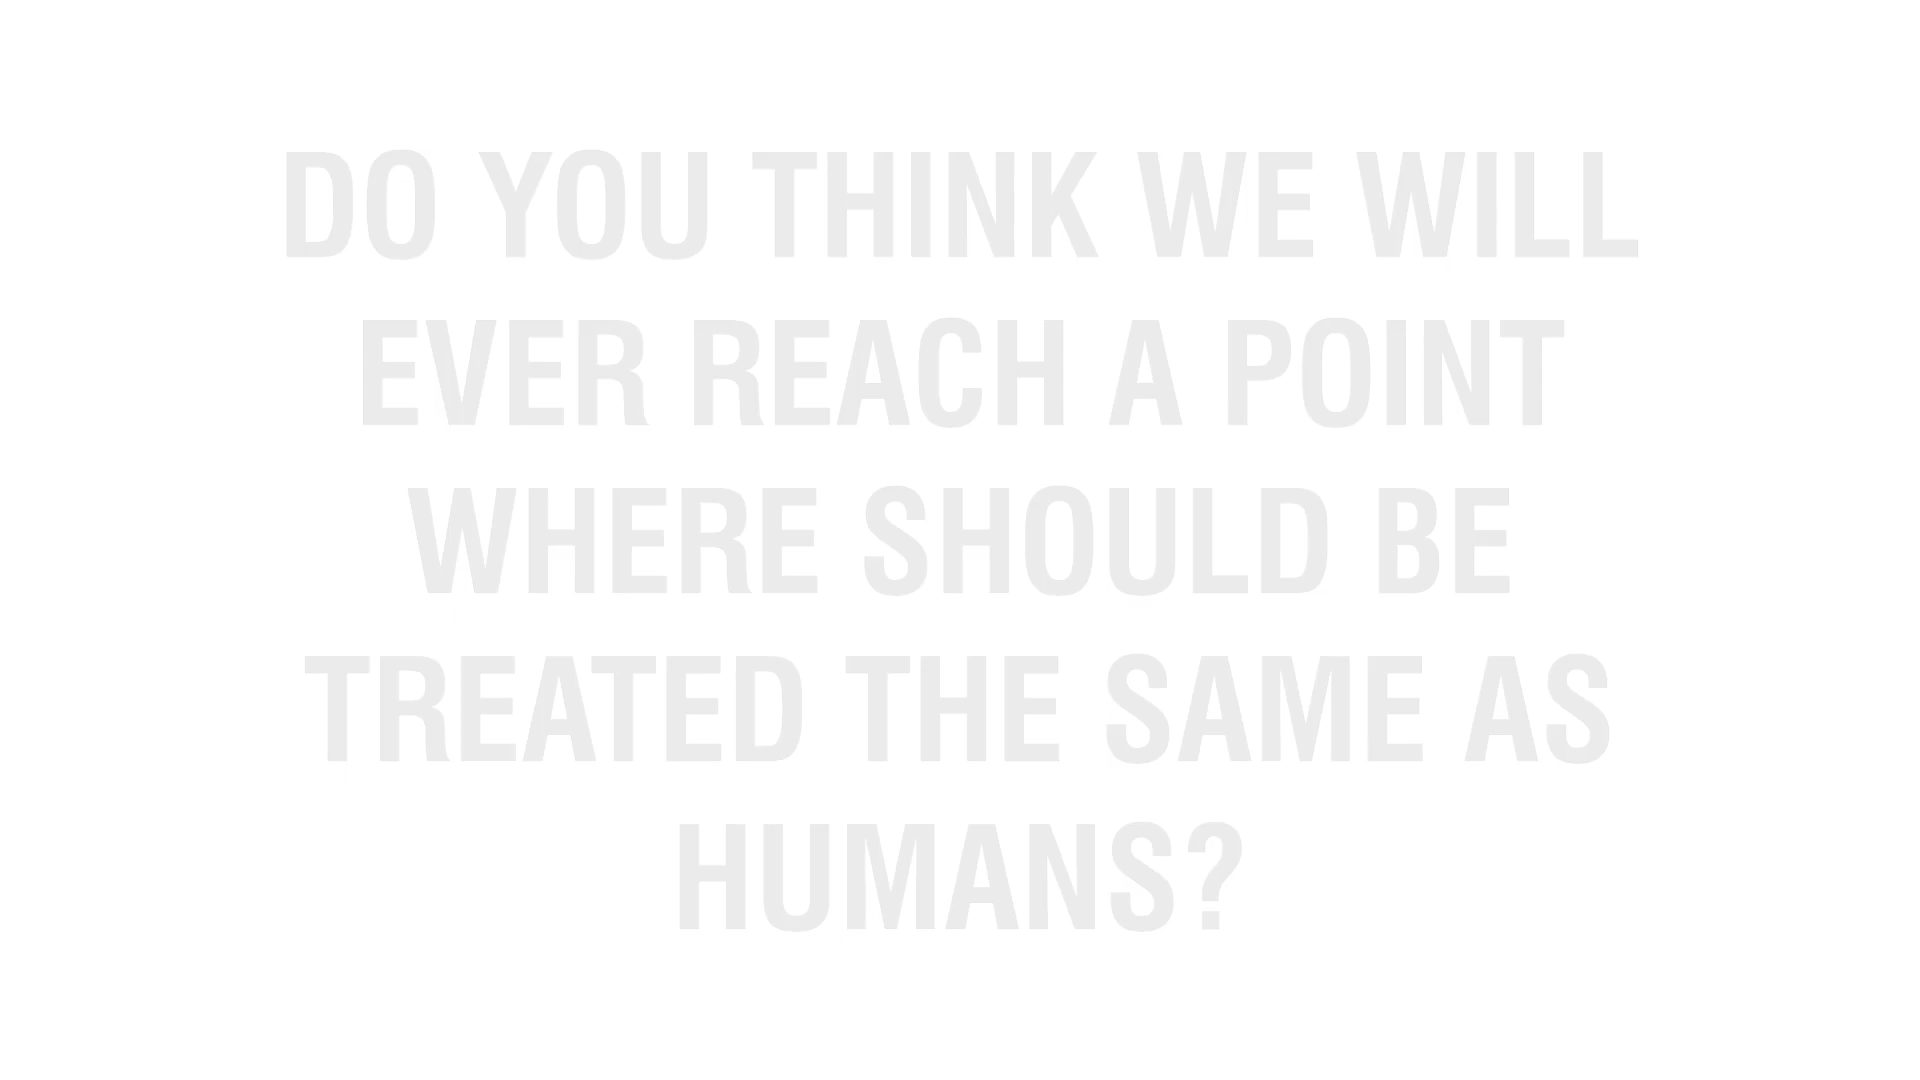 DO YOU THINK WE WILL
EVER REACH A POINT
WHERE SHOULD BE
TREATED THE SAME AS
HUMANS?